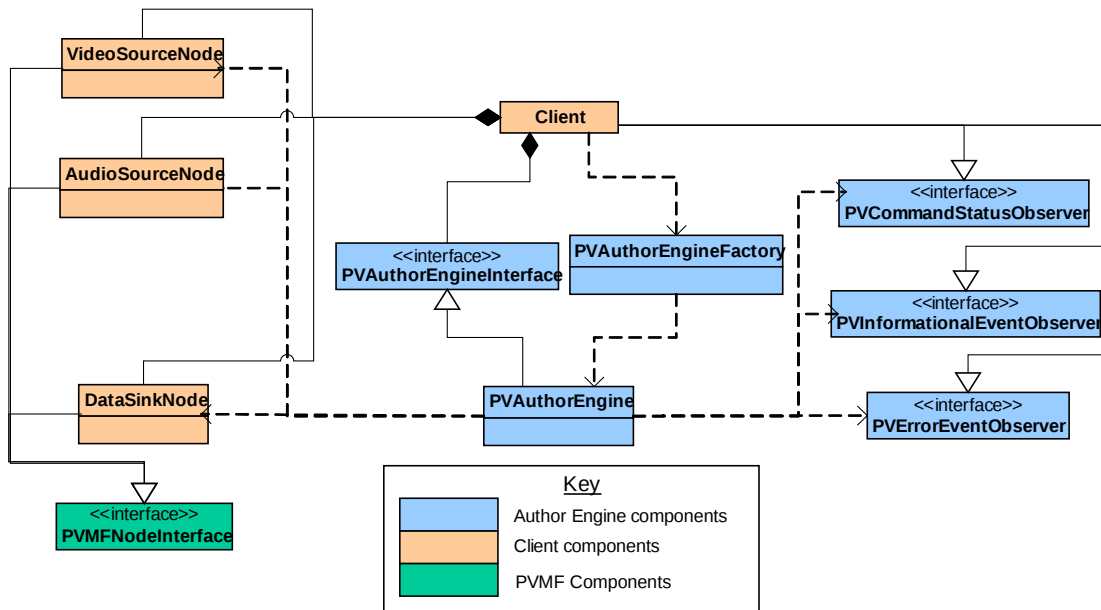 VideoSourceNode
Client
AudioSourceNode
<<interface>>
PVCommandStatusObserver
<<interface>>
PVAuthorEngineInterface
PVAuthorEngineFactory
<<interface>>
PVInformationalEventObserver
DataSinkNode
PVAuthorEngine
<<interface>>
PVErrorEventObserver
<<interface>>
PVMFNodeInterface
Key
Author Engine components
Client components
PVMF Components